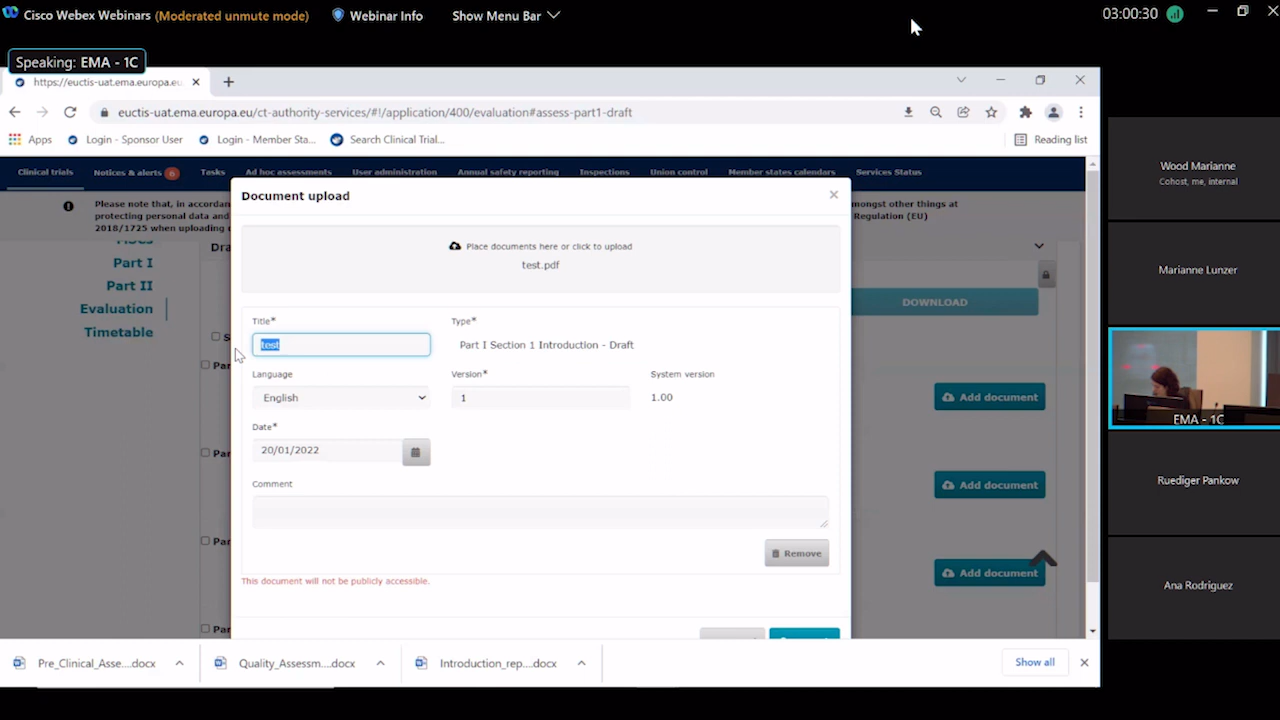 Cisco Webex Webinars (Moderated unmute mode) Webinar Info Show Menu Bar 03:00:30
Speaking: EMA - 1C
https://euctis-uat.ema.europa.eu
euctis-uat.ema.europa.eu/ct-authority-services/#!/application/400/evaluation#assess-part1-draft
Apps Login - Sponsor User Login - Member Sta... Search Clinical Trial... Reading list
Clinical trials Notices & alerts 6 Tasks Ad hoc assessments User administration Annual safety reporting Inspections Union control Member states calendars Services Status
Document upload
Please note that, in accordan
protecting personal data and
2018/1725 when uploading
amongst other things at
Regulation (EU)
MSCs
Part I
Part II
Evaluation
Timetable
Dra
Place documents here or click to upload
test.pdf
DOWNLOAD
Title* Type*
test Part I Section 1 Introduction - Draft
S
Par
Language Version* System version
English 1 1.00
Add document
Date*
20/01/2022
Par
Comment
Add document
Par
Remove
Add document
This document will not be publicly accessible.
Par
Pre_Clinical_Asse....docx Quality_Assessm....docx Introduction_rep....docx Show all
Wood Marianne
Cohost, me, internal
Marianne Lunzer
EMA - 1C
Ruediger Pankow
Ana Rodriguez